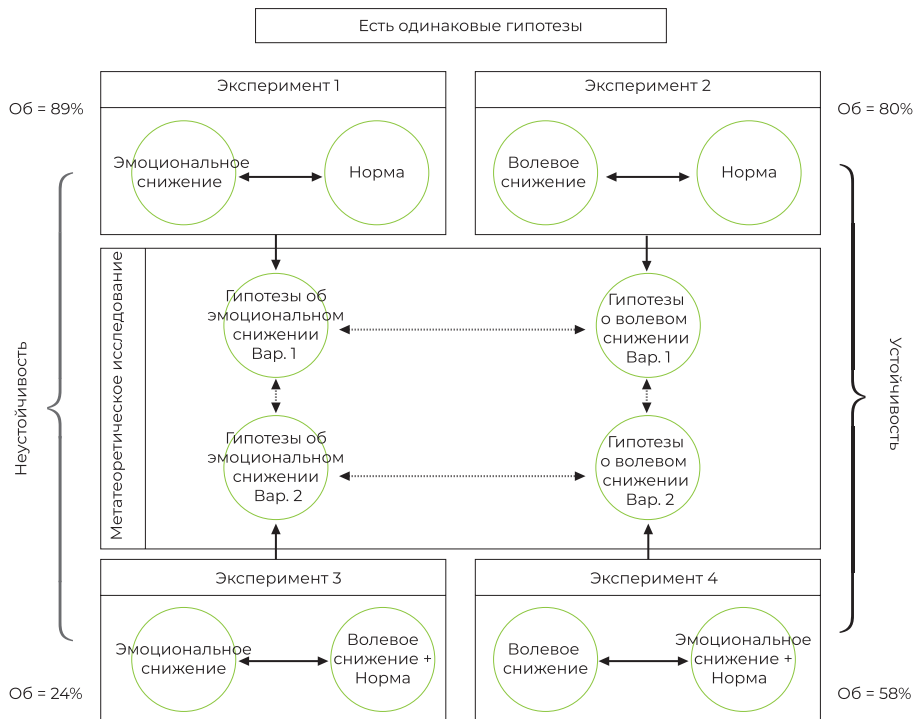 Есть одинаковые гипотезы
Эксперимент 1
Эксперимент 2
Об = 89%
Об = 80%
Эмоциональное
снижение
Норма
Волевое
снижение
Норма
Метатеоретическое исследование
Гипотезы об
эмоциональном
снижении
Вар. 1
Гипотезы
о волевом
снижении
Вар. 1
Неустойчивость
Устойчивость
Гипотезы об
эмоциональном
снижении
Вар. 2
Гипотезы
о волевом
снижении
Вар. 2
Эксперимент 3
Эксперимент 4
Эмоциональное
снижение
Волевое
снижение +
Норма
Волевое
снижение
Эмоциональное
снижение +
Норма
Об = 24%
Об = 58%